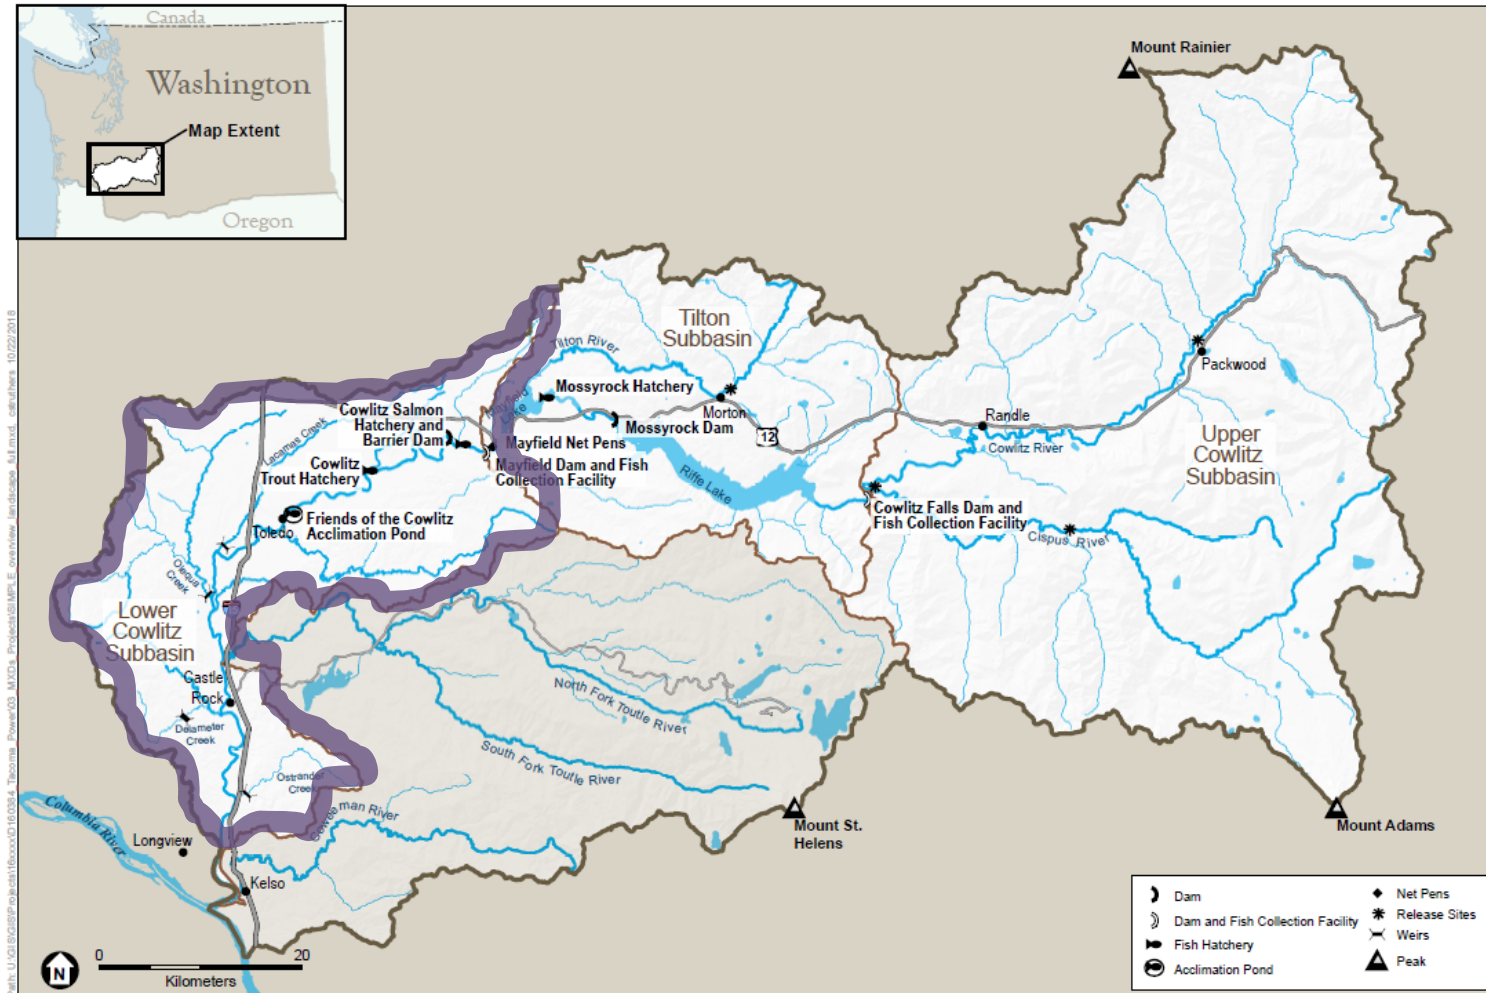 Canada
Washington
Map Extent
Oregon
Mount Rainier
Tilton
Subbasin
Tilton River
Packwood
Mossyrock Hatchery
Mayfield
Lake
Morton
Mossyrock Dam
12
Randle
Cowlitz River
Upper
Cowlitz
Subbasin
Cowlitz Salmon
Hatchery and
Barrier Dam
Lacamas Creek
Mayfield Net Pens
Mayfield Dam and Fish
Collection Facility
Cowlitz
Trout Hatchery
Riffe Lake
Cowlitz Falls Dam and
Fish Collection Facility
Cispus River
Friends of the Cowlitz
Acclimation Pond
Toledo
Olequa
Creek
Lower
Cowlitz
Subbasin
Castle
Rock
Delameter
Creek
Ostrander
Creek
North Fork Toutle River
South Fork Toutle River
man River
Columbia River
Longview
Kelso
Mount St.
Helens
Mount Adams
N
0 20
Kilometers
Dam
Dam and Fish Collection Facility
Fish Hatchery
Acclimation Pond
Net Pens
Release Sites
Weirs
Peak